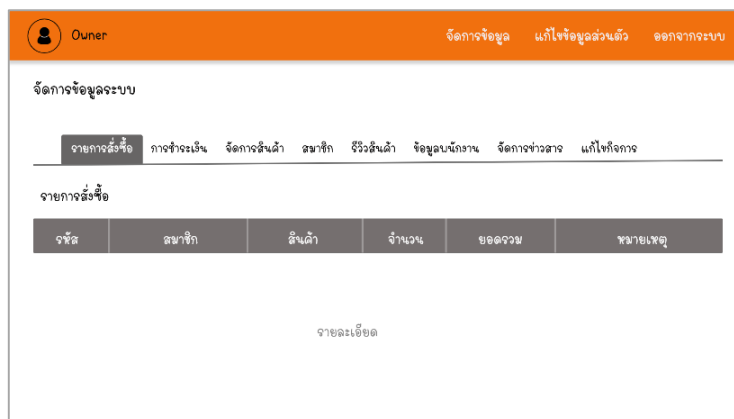 Owner จัดการข้อมูล แก้ไขข้อมูลส่วนตัว ออกจากระบบ
จัดการข้อมูลระบบ
รายการสั่งซื้อ การชำระเงิน จัดการสินค้า สมาชิก รีวิวสินค้า ข้อมูลพนักงาน จัดการข่าวสาร แก้ไขกิจการ
รายการสั่งซื้อ
รหัส สมาชิก สินค้า จำนวน ยอดรวม หมายเหตุ
รายละเอียด